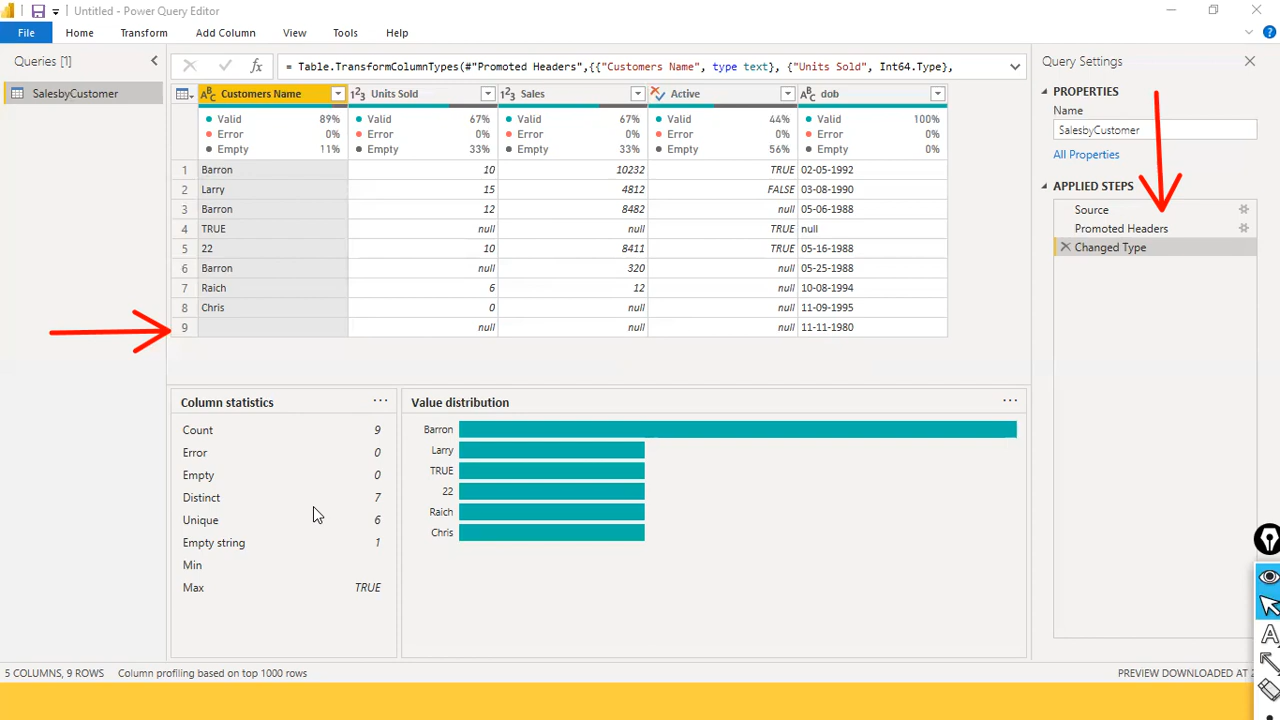 Untitled - Power Query Editor
File Home Transform Add Column View Tools Help
Queries [1]
SalesbyCustomer
= Table.TransformColumnTypes(#"Promoted Headers",{{"Customers Name", type text}, {"Units Sold", Int64.Type},
Customers Name Units Sold Sales Active dob
Valid 89% Valid 67% Valid 67% Valid 44% Valid 100%
Error 0% Error 0% Error 0% Error 0% Error 0%
Empty 11% Empty 33% Empty 33% Empty 56% Empty 0%
1 Barron 10 10232 TRUE 02-05-1992
2 Larry 15 4812 FALSE 03-08-1990
3 Barron 12 8482 null 05-06-1988
4 TRUE null null TRUE null
5 22 10 8411 TRUE 05-16-1988
6 Barron null 320 null 05-25-1988
7 Raich 6 12 null 10-08-1994
8 Chris 0 null null 11-09-1995
9 null null null 11-11-1980
Column statistics
Count 9
Error 0
Empty 0
Distinct 7
Unique 6
Empty string 1
Min
Max TRUE
Value distribution
Barron
Larry
TRUE
22
Raich
Chris
Query Settings
PROPERTIES
Name
SalesbyCustomer
All Properties
APPLIED STEPS
Source
Promoted Headers
Changed Type
5 COLUMNS, 9 ROWS Column profiling based on top 1000 rows
PREVIEW DOWNLOADED AT